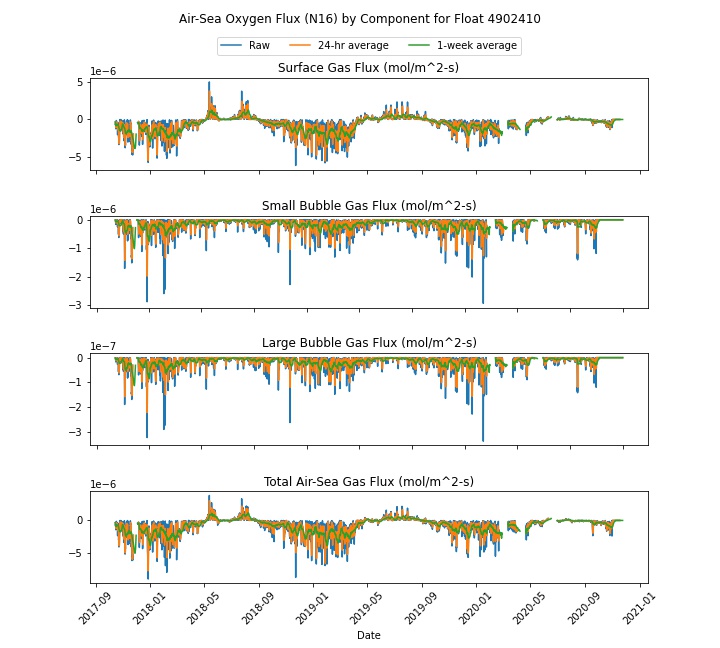 Air-Sea Oxygen Flux (N16) by Component for Float 4902410
Raw 24-hr average 1-week average
1e−6 Surface Gas Flux (mol/m^2-s)
5
0
−5
1e−6 Small Bubble Gas Flux (mol/m^2-s)
0
−1
−2
−3
1e−7 Large Bubble Gas Flux (mol/m^2-s)
0
−1
−2
−3
1e−6 Total Air-Sea Gas Flux (mol/m^2-s)
0
−5
2017-09 2018-01 2018-05 2018-09 2019-01 2019-05 2019-09 2020-01 2020-05 2020-09 2021-01
Date